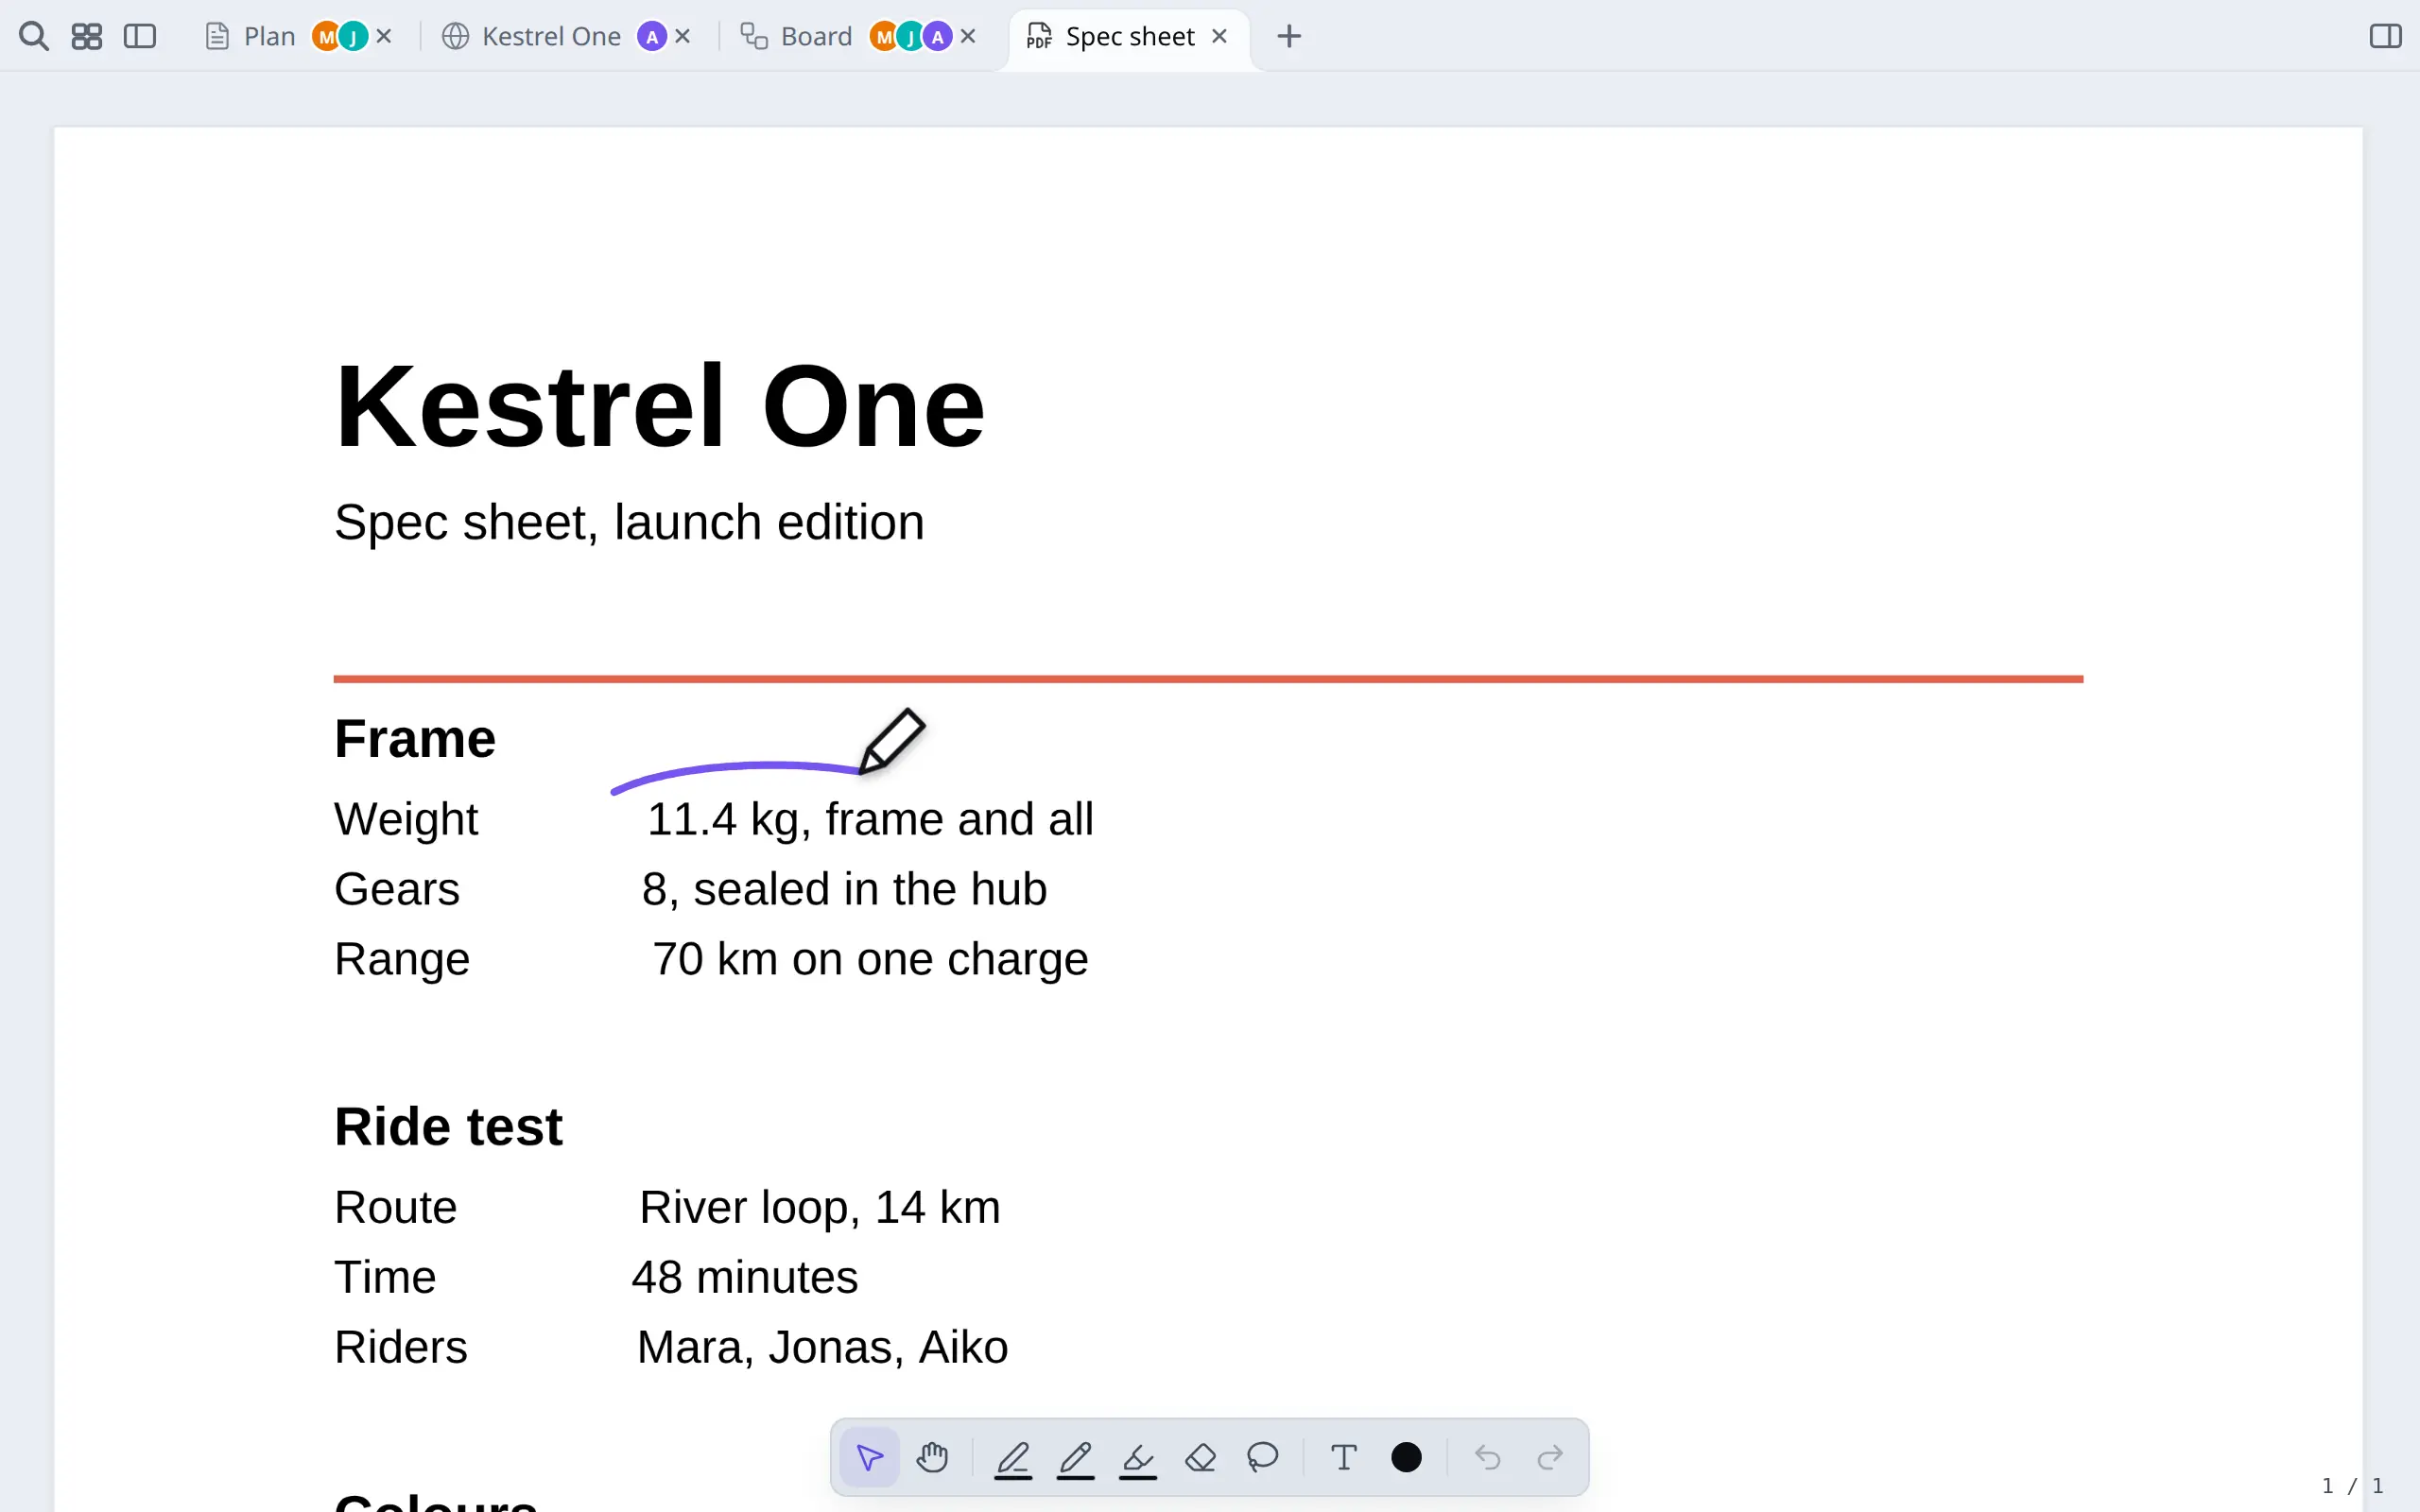 Plan M J
Kestrel One A
Board M J A
PDF Spec sheet
Kestrel One
Spec sheet, launch edition
Frame
Weight 11.4 kg, frame and all
Gears 8, sealed in the hub
Range 70 km on one charge
Ride test
Route River loop, 14 km
Time 48 minutes
Riders Mara, Jonas, Aiko
Colours
T
1 / 1